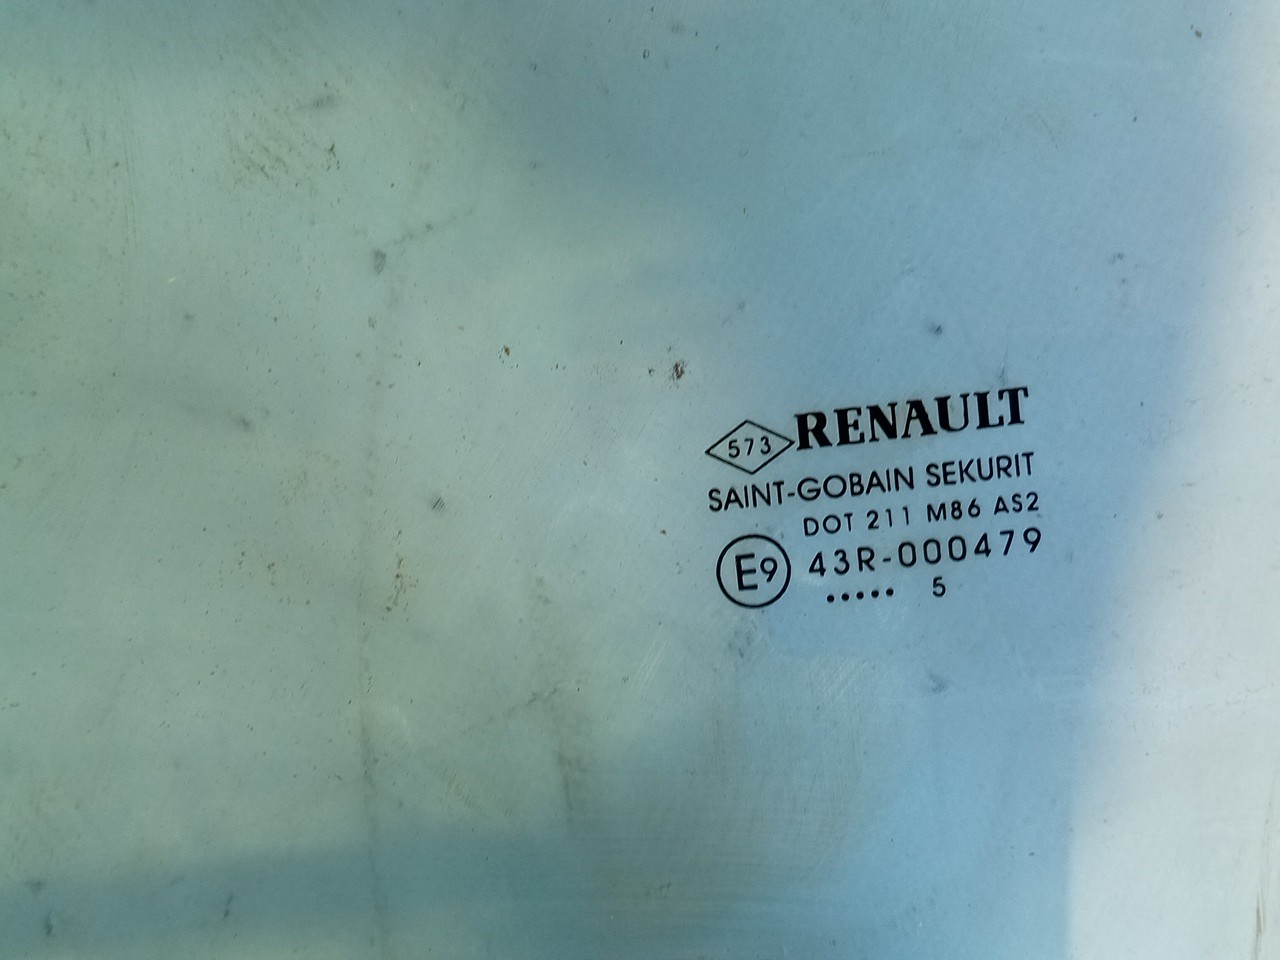 573 RENAULT
SAINT-GOBAIN SEKURIT
DOT 211 M86 AS2
E9 43R-000479
..... 5